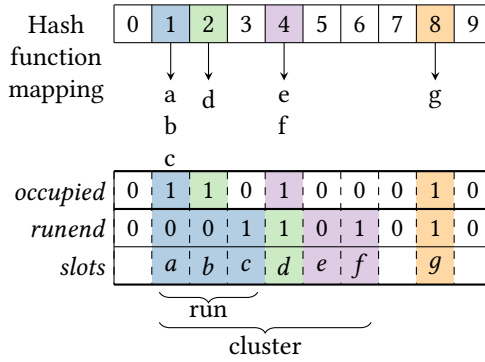 Hash function mapping
0 1 2 3 4 5 6 7 8 9
a d e g
b f
c
occupied 0 1 1 0 1 0 0 0 1 0
runend 0 0 0 1 1 0 1 0 1 0
slots a b c d e f g
run
cluster